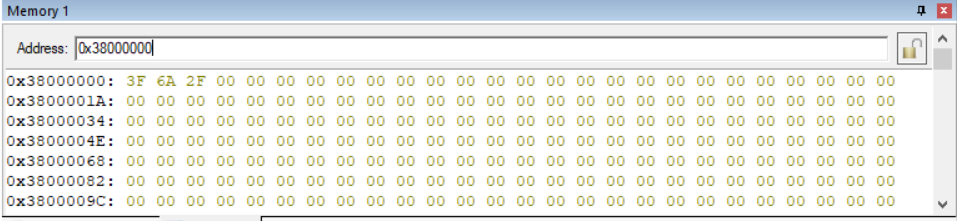 Memory 1
Address: 0x38000000
0x38000000: 3F 6A 2F 00 00 00 00 00 00 00 00 00 00 00 00 00 00 00 00 00 00 00 00 00 00 00
0x3800001A: 00 00 00 00 00 00 00 00 00 00 00 00 00 00 00 00 00 00 00 00 00 00 00 00 00 00
0x38000034: 00 00 00 00 00 00 00 00 00 00 00 00 00 00 00 00 00 00 00 00 00 00 00 00 00 00
0x3800004E: 00 00 00 00 00 00 00 00 00 00 00 00 00 00 00 00 00 00 00 00 00 00 00 00 00 00
0x38000068: 00 00 00 00 00 00 00 00 00 00 00 00 00 00 00 00 00 00 00 00 00 00 00 00 00 00
0x38000082: 00 00 00 00 00 00 00 00 00 00 00 00 00 00 00 00 00 00 00 00 00 00 00 00 00 00
0x3800009C: 00 00 00 00 00 00 00 00 00 00 00 00 00 00 00 00 00 00 00 00 00 00 00 00 00 00